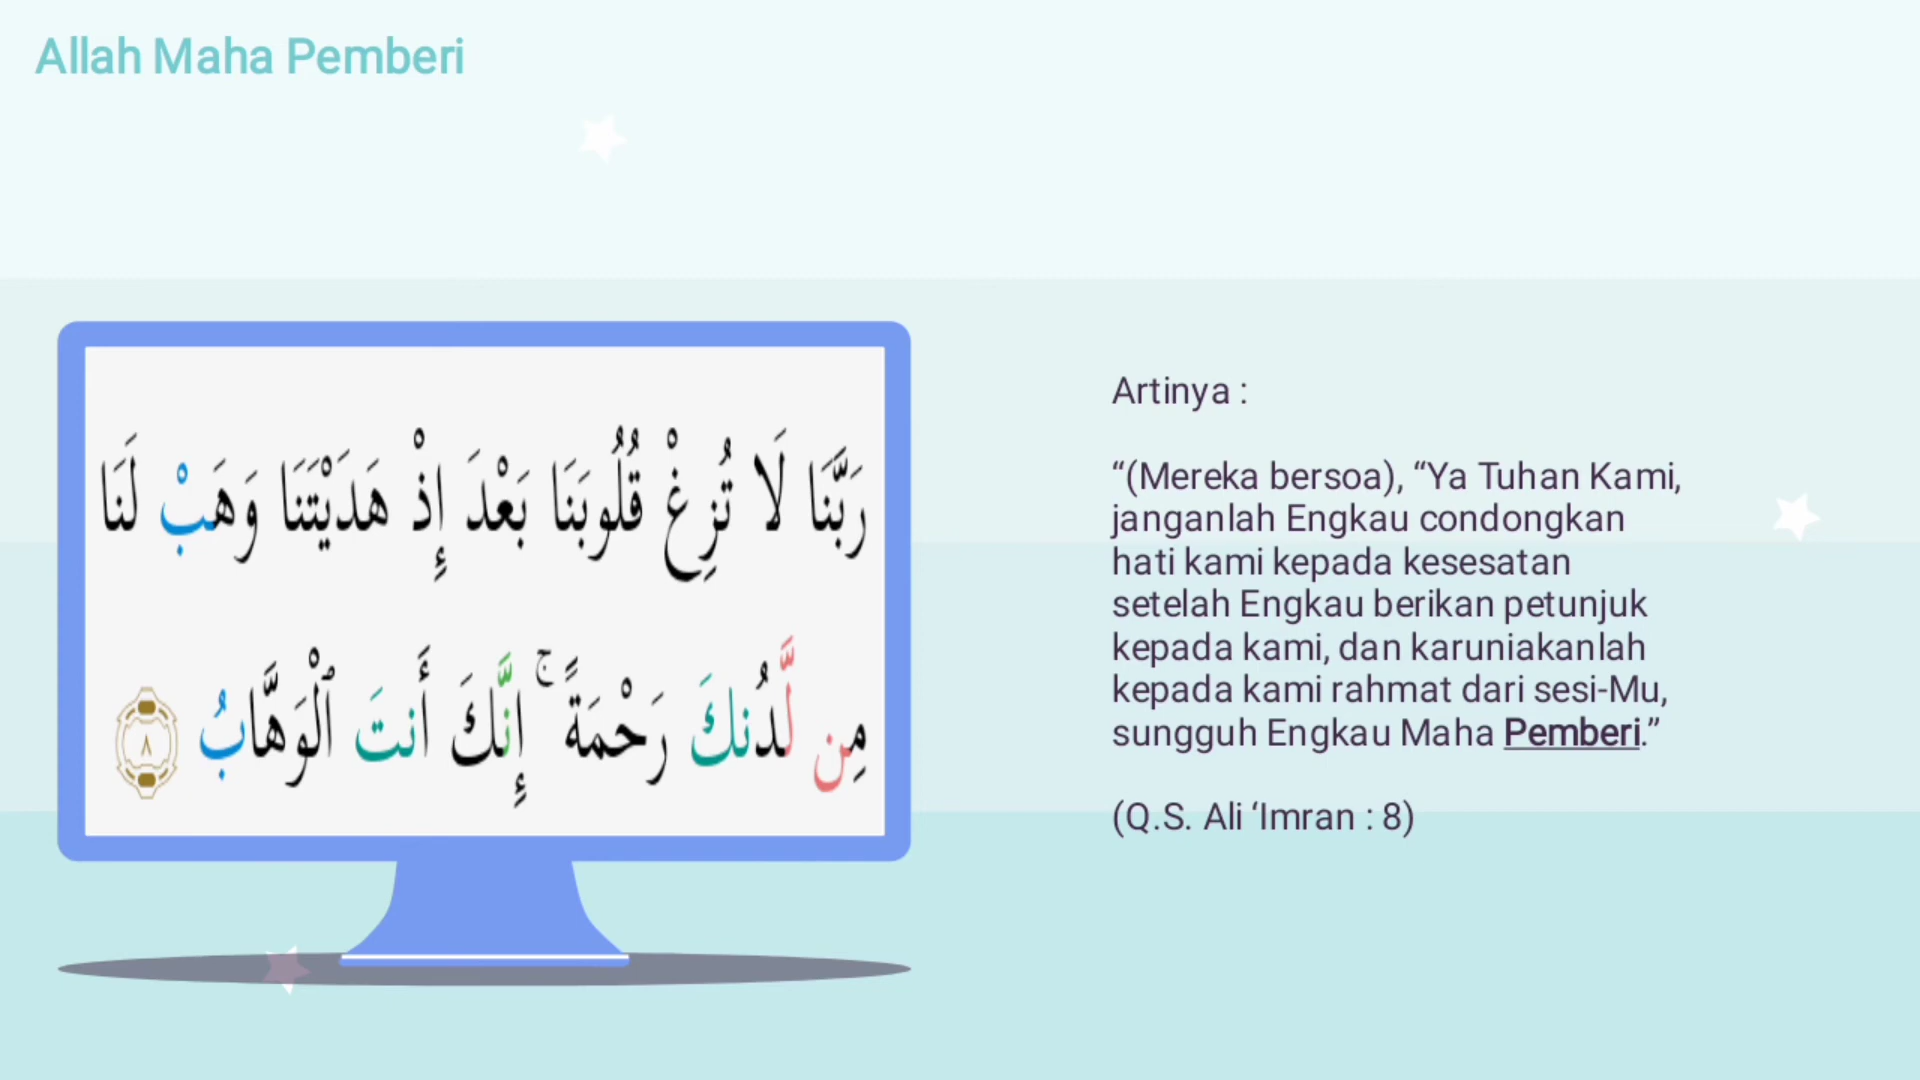 Allah Maha Pemberi
رَبَّنَا لَا تُزِغْ قُلُوبَنَا بَعْدَ إِذْ هَدَيْتَنَا وَهَبْ لَنَا
مِن لَّدُنكَ رَحْمَةً ۚ إِنَّكَ أَنتَ ٱلْوَهَّابُ ٨
Artinya :
“(Mereka bersoa), “Ya Tuhan Kami,
janganlah Engkau condongkan
hati kami kepada kesesatan
setelah Engkau berikan petunjuk
kepada kami, dan karuniakanlah
kepada kami rahmat dari sesi-Mu,
sungguh Engkau Maha Pemberi.”
(Q.S. Ali ‘Imran : 8)